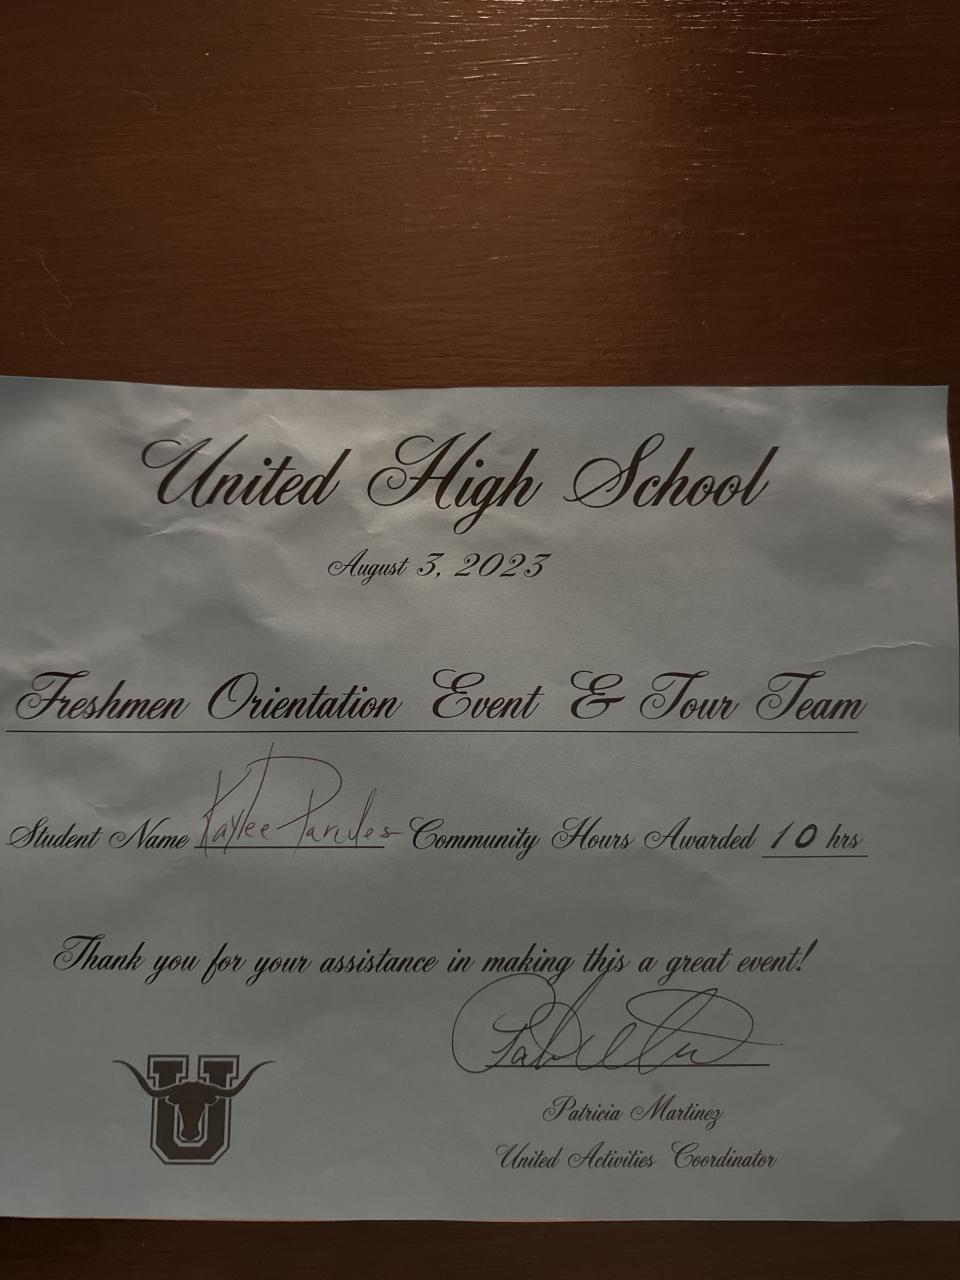 United High School
August 3, 2023
Freshmen Orientation Event & Tour Team
Student Name Kaylee Community Hours Awarded 10 hrs
Thank you for your assistance in making this a great event!
Patricia Martinez
United Activities Coordinator
U